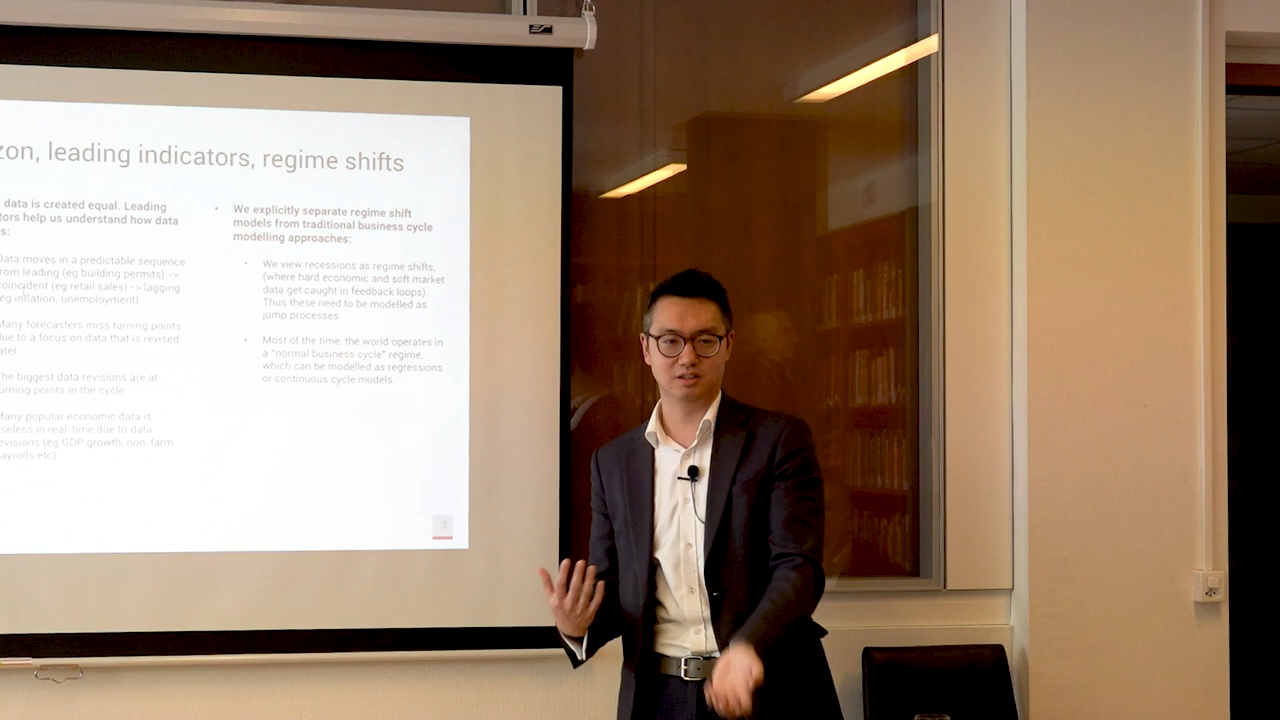 zon, leading indicators, regime shifts
data is created equal. Leading
tors help us understand how data
s:
Data moves in a predictable sequence
rom leading (eg building permits) ->
coincident (eg retail sales) -> lagging
eg inflation, unemployment).
Many forecasters miss turning points
ue to a focus on data that is revised
ater
The biggest data revisions are at
urning points in the cycle
Many popular economic data is
seless in real-time due to data
evisions (eg GDP growth, non-farm
ayrolls etc)
• We explicitly separate regime shift
models from traditional business cycle
modelling approaches:
• We view recessions as regime shifts,
(where hard economic and soft market
data get caught in feedback loops).
Thus these need to be modelled as
jump processes.
• Most of the time, the world operates in
a "normal business cycle" regime,
which can be modelled as regressions
or continuous cycle models.
3
ES